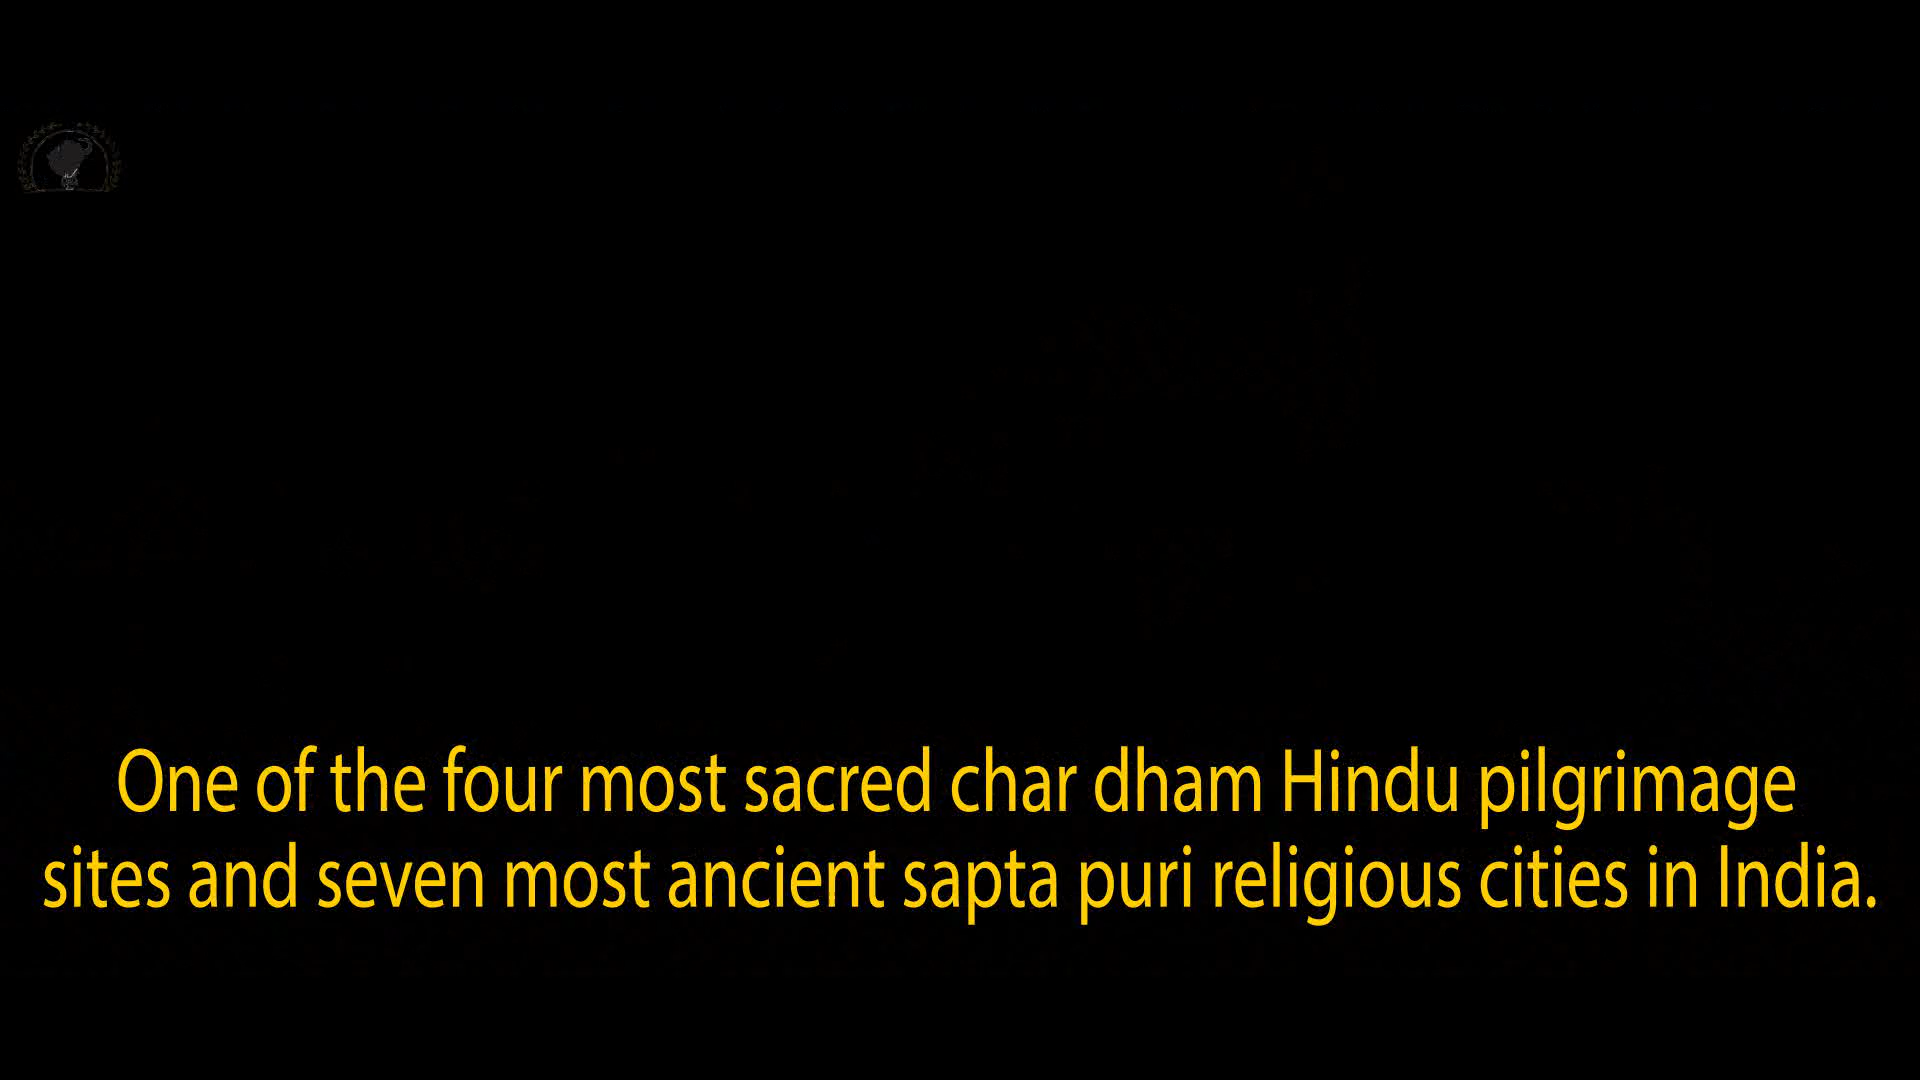 One of the four most sacred char dham Hindu pilgrimage
sites and seven most ancient sapta puri religious cities in India.